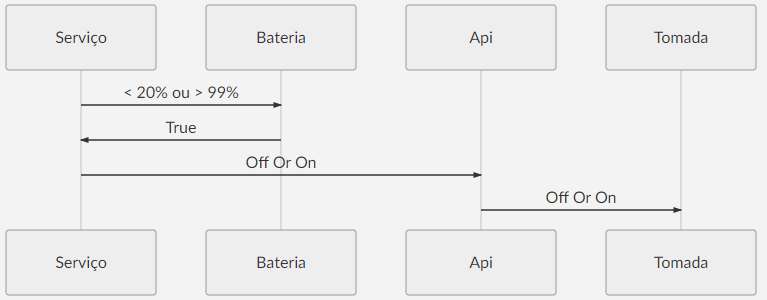 Serviço Bateria Api Tomada
< 20% ou > 99%
True
Off Or On
Off Or On
Serviço Bateria Api Tomada